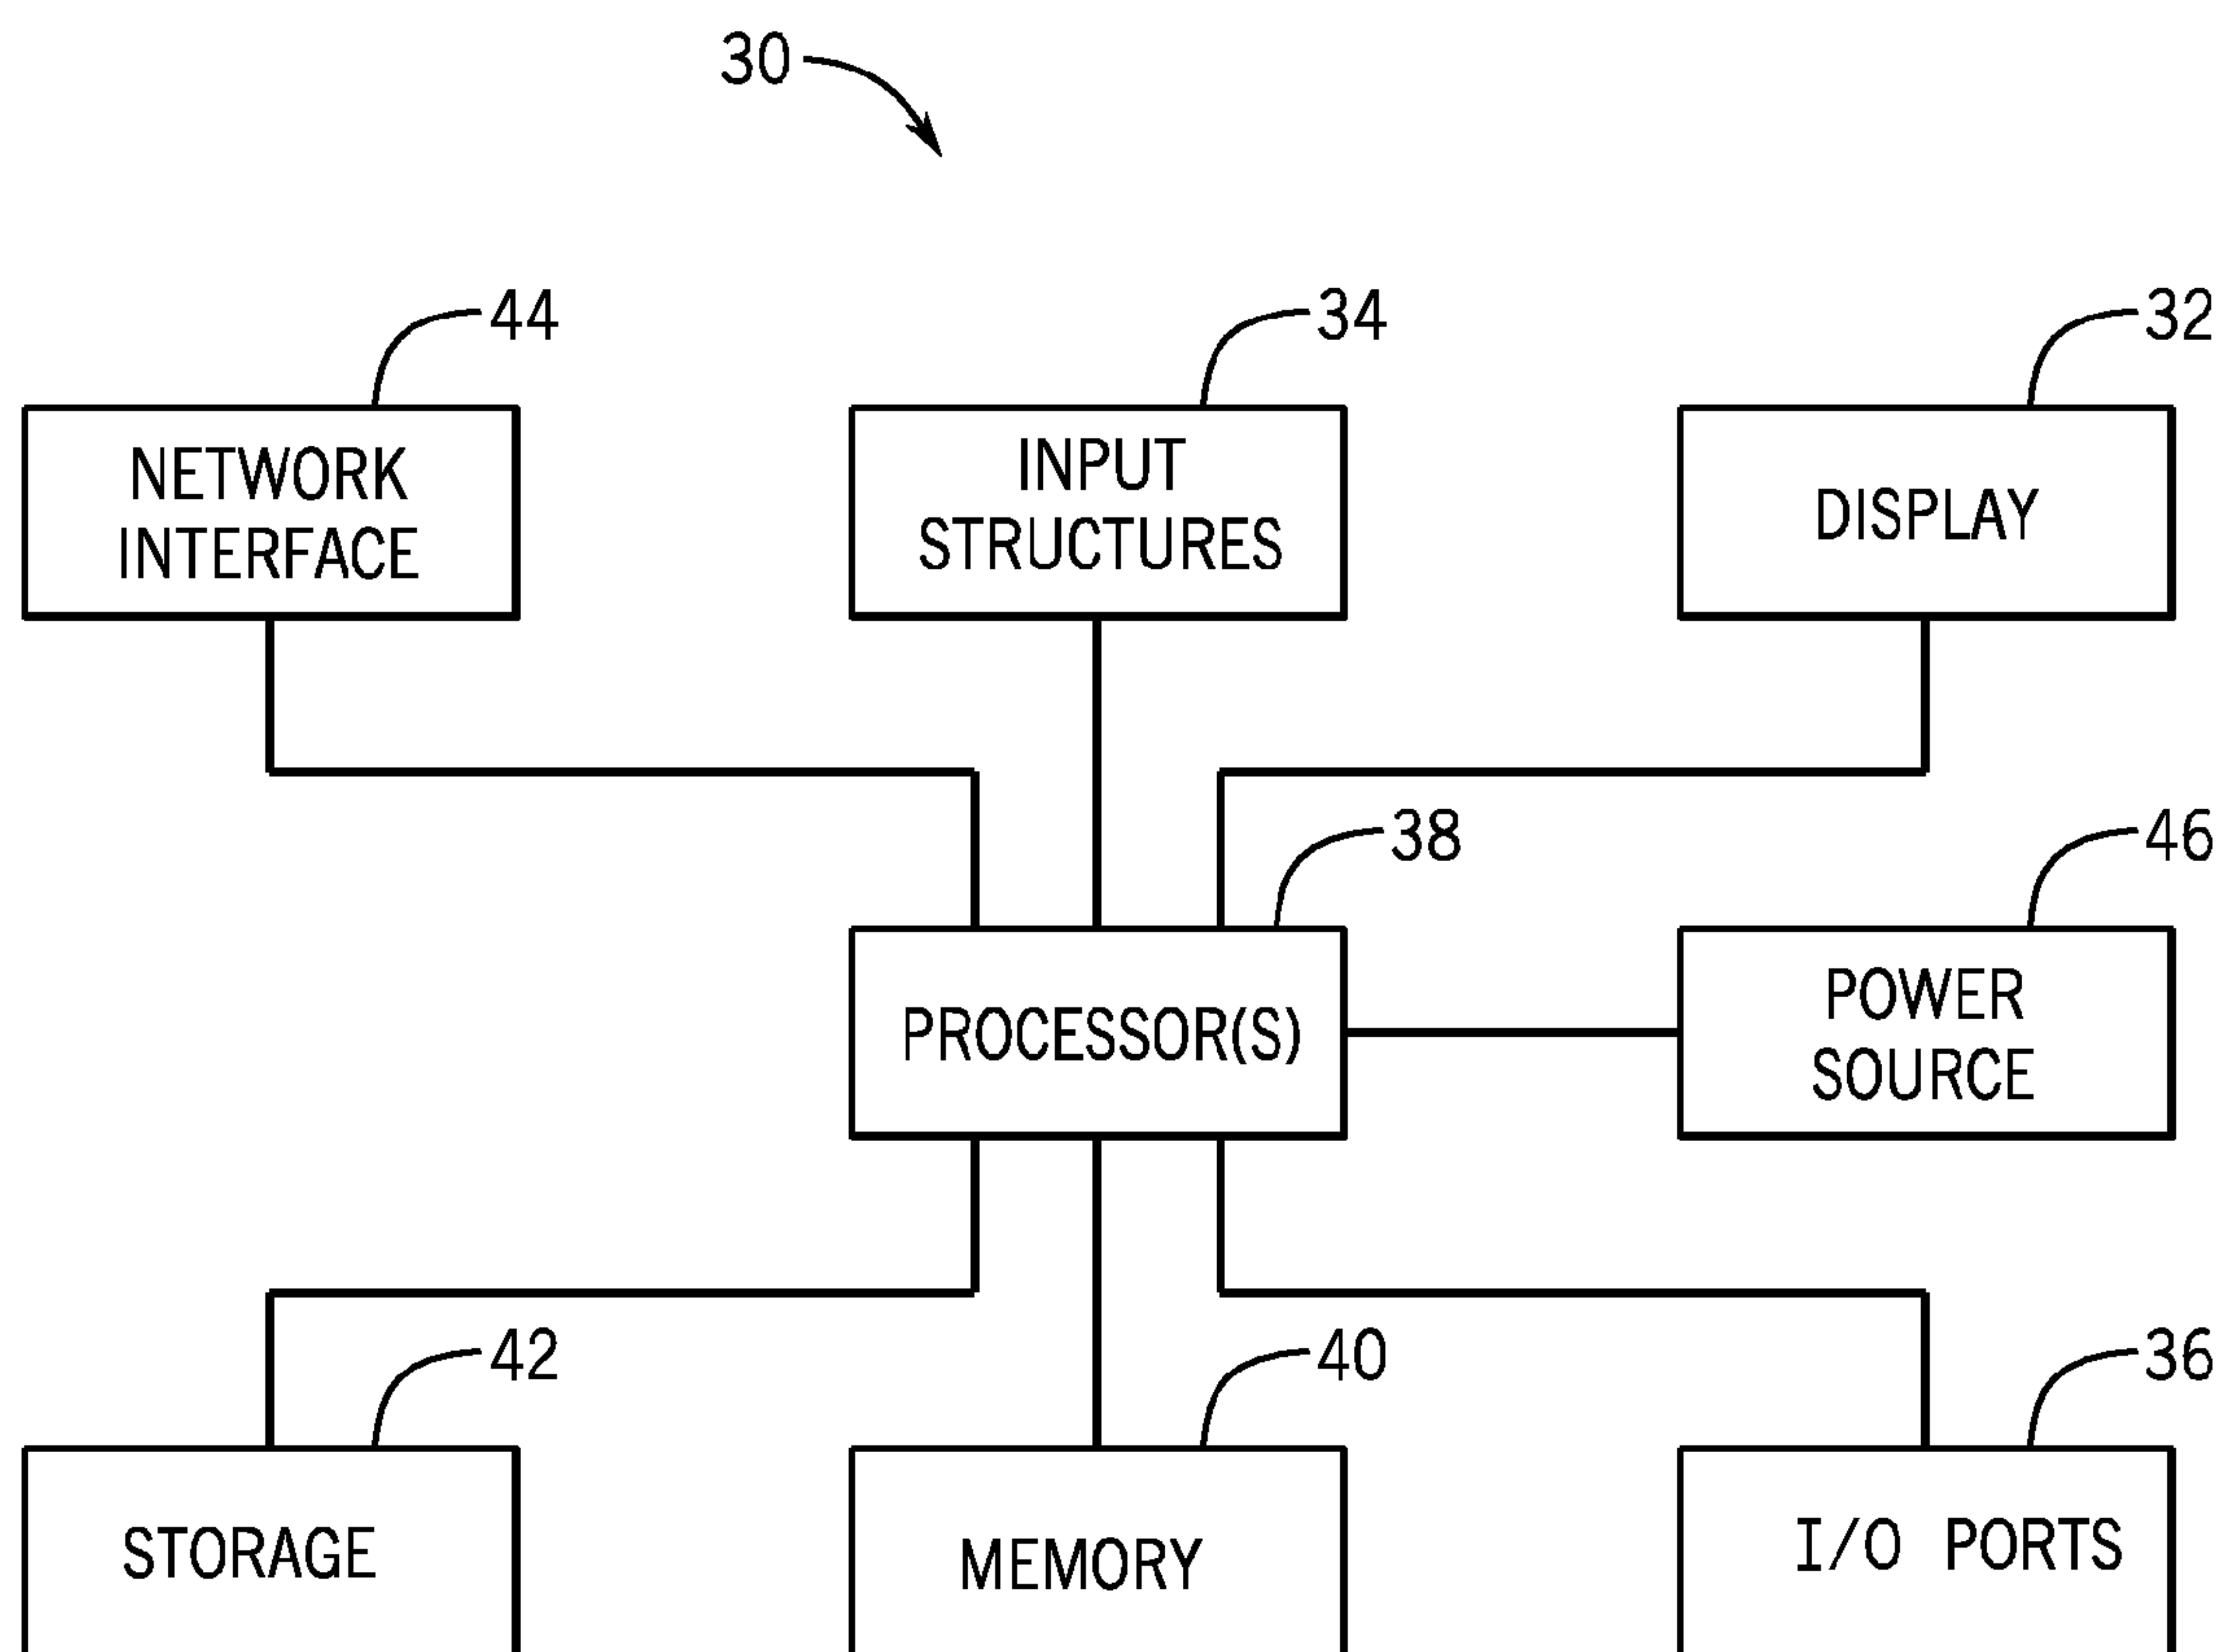 30
44
34
32
NETWORK
INTERFACE
INPUT
STRUCTURES
DISPLAY
38
46
PROCESSOR(S)
POWER
SOURCE
42
40
36
STORAGE
MEMORY
I/O PORTS